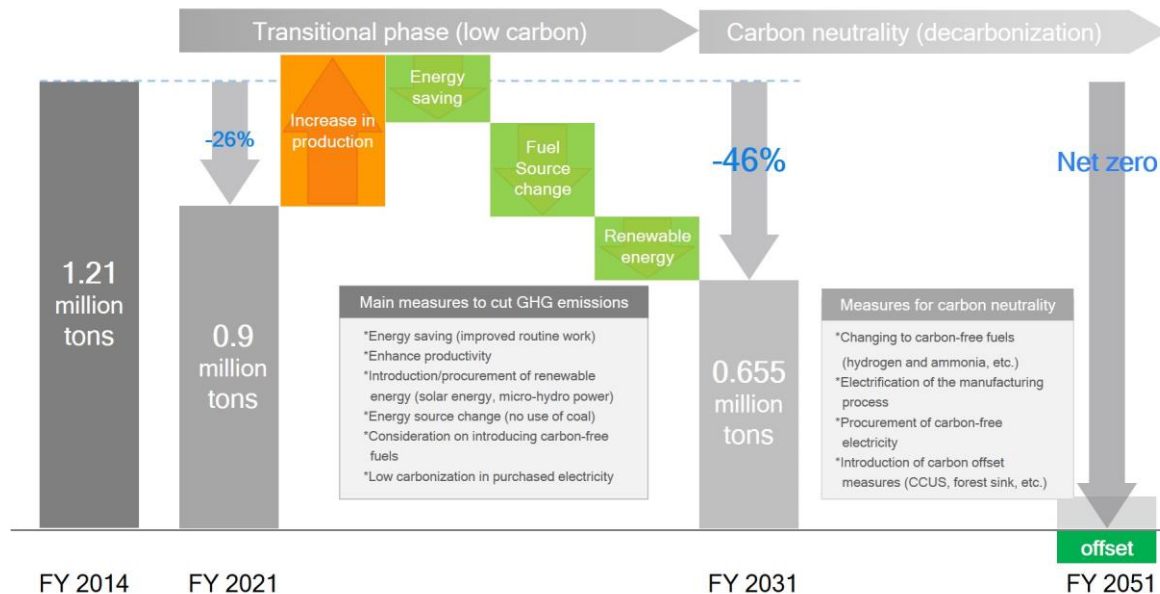 Transitional phase (low carbon)
Carbon neutrality (decarbonization)
-26%
Increase in
production
Energy
saving
Fuel
Source
change
Renewable
energy
-46%
Net zero
1.21
million
tons
0.9
million
tons
Main measures to cut GHG emissions
*Energy saving (improved routine work)
*Enhance productivity
*Introduction/procurement of renewable
energy (solar energy, micro-hydro power)
*Energy source change (no use of coal)
*Consideration on introducing carbon-free
fuels
*Low carbonization in purchased electricity
0.655
million
tons
Measures for carbon neutrality
*Changing to carbon-free fuels
(hydrogen and ammonia, etc.)
*Electrification of the manufacturing
process
*Procurement of carbon-free
electricity
*Introduction of carbon offset
measures (CCUS, forest sink, etc.)
offset
FY 2014
FY 2021
FY 2031
FY 2051